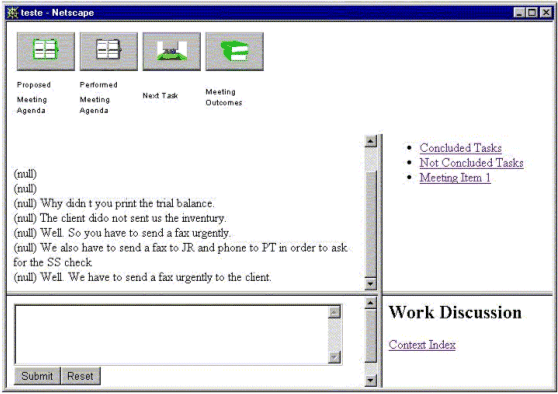 teste - Netscape
Proposed
Meeting
Agenda
Performed
Meeting
Agenda
Next Task
Meeting
Outcomes
(null)
(null)
(null) Why didn t you print the trial balance.
(null) The client dido not sent us the inventury.
(null) Well. So you have to send a fax urgently.
(null) We also have to send a fax to JR and phone to PT in order to ask
for the SS check
(null) Well. We have to send a fax urgently to the client.
Concluded Tasks
Not Concluded Tasks
Meeting Item 1
Submit Reset
Work Discussion
Context Index